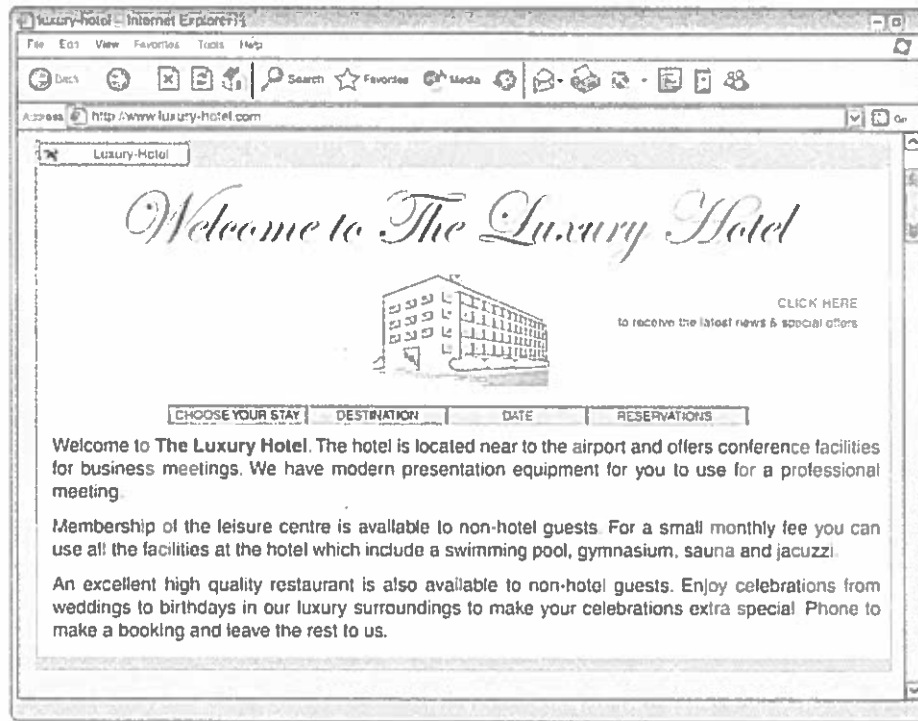 luxury-hotel - Internet Explorer
File Edit View Favorites Tools Help
Back Search Favorites Media
Address http://www.luxury-hotel.com Go
Luxury-Hotel
Welcome to The Luxury Hotel
CLICK HERE
to receive the latest news & special offers
CHOOSE YOUR STAY DESTINATION DATE RESERVATIONS
Welcome to The Luxury Hotel. The hotel is located near to the airport and offers conference facilities
for business meetings. We have modern presentation equipment for you to use for a professional
meeting.
Membership of the leisure centre is available to non-hotel guests. For a small monthly fee you can
use all the facilities at the hotel which include a swimming pool, gymnasium, sauna and jacuzzi.
An excellent high quality restaurant is also available to non-hotel guests. Enjoy celebrations from
weddings to birthdays in our luxury surroundings to make your celebrations extra special. Phone to
make a booking and leave the rest to us.